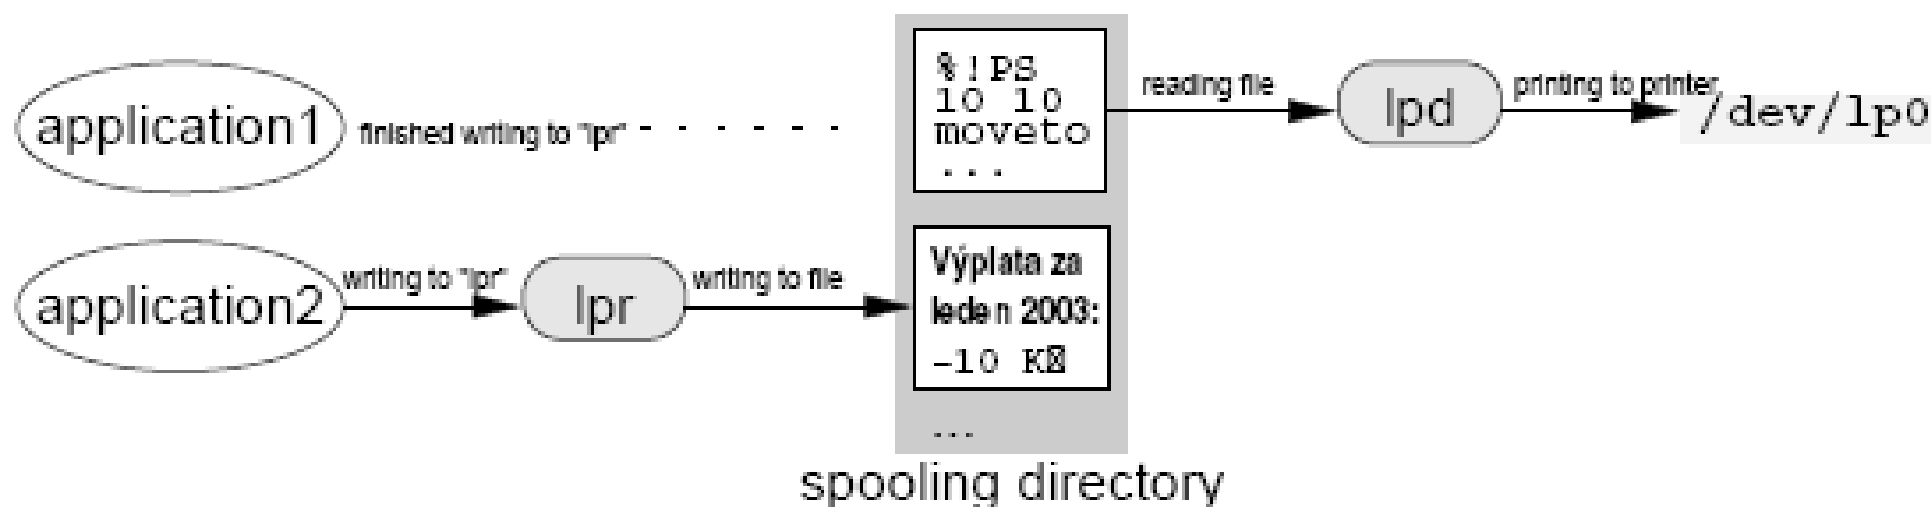 application1
finished writing to "lpr"
%!PS
10 10
moveto
...
reading file
lpd
printing to printer
/dev/lp0
application2
writing to "lpr"
lpr
writing to file
Výplata za
leden 2003:
-10 K
...
spooling directory